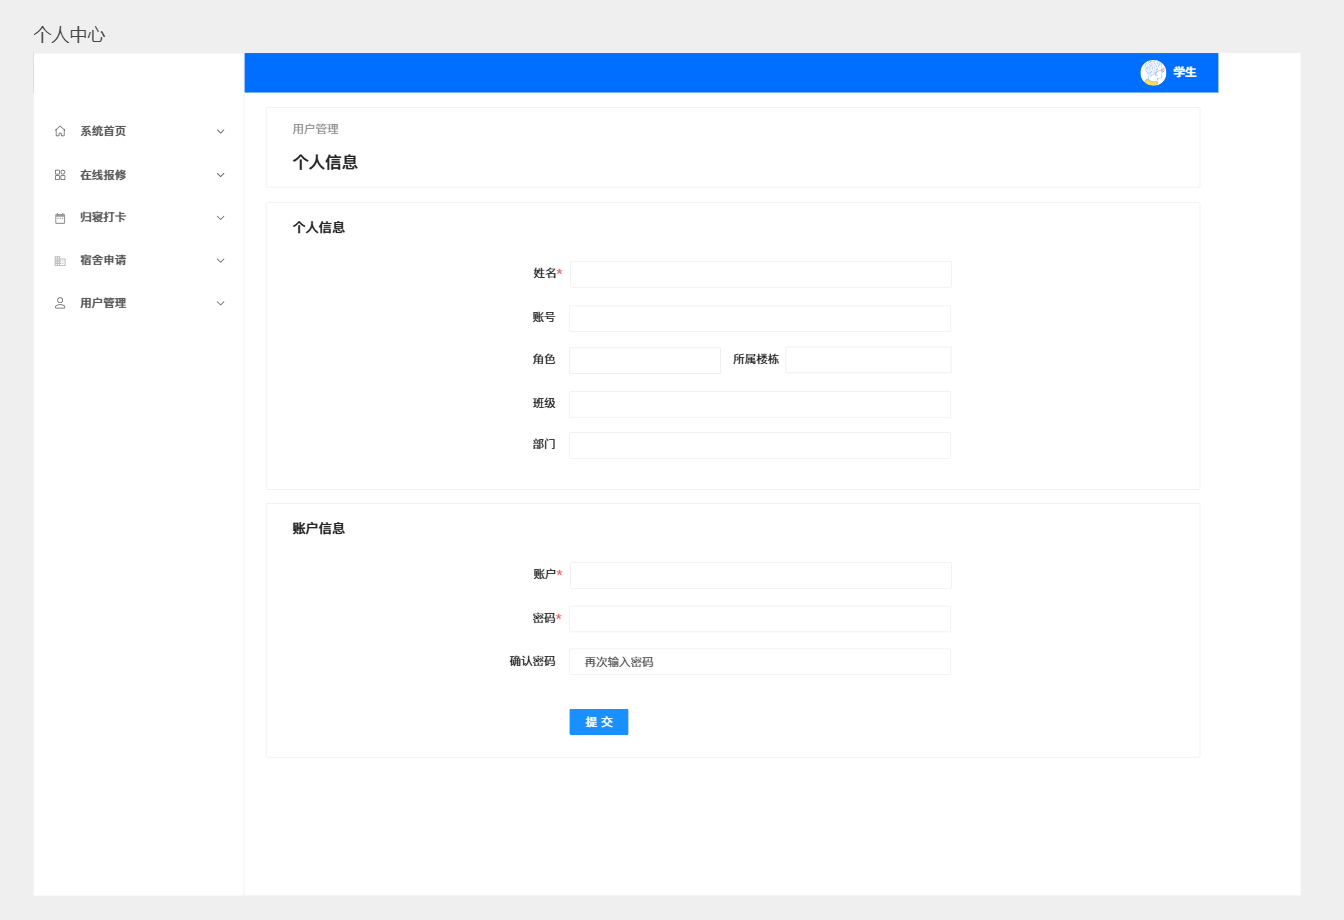 个人中心
学生
系统首页
在线报修
归寝打卡
宿舍申请
用户管理
用户管理
个人信息
个人信息
姓名*
账号
角色 所属楼栋
班级
部门
账户信息
账户*
密码*
确认密码 再次输入密码
提 交